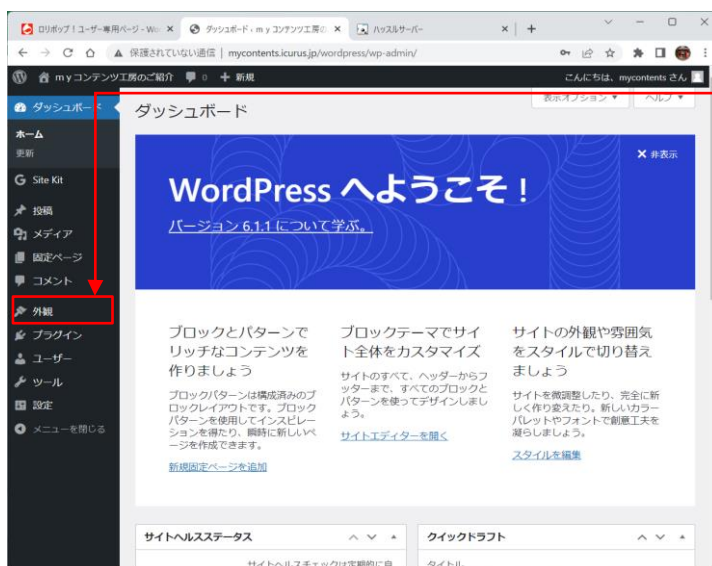 ロリポップ！ユーザー専用ページ - Wo
ダッシュボード ‹ m y コンテンツ工房の
ハッスルサーバー
保護されていない通信 | mycontents.icurus.jp/wordpress/wp-admin/
m y コンテンツ工房のご紹介 0 + 新規
こんにちは、mycontents さん
ダッシュボード
ホーム
更新
Site Kit
投稿
メディア
固定ページ
コメント
外観
プラグイン
ユーザー
ツール
設定
メニューを閉じる
表示オプション ▼ ヘルプ ▼
ダッシュボード
✕ 非表示
WordPress へようこそ！
バージョン 6.1.1 について学ぶ。
ブロックとパターンで
リッチなコンテンツを
作りましょう
ブロックパターンは構成済みのブ
ロックレイアウトです。ブロック
パターンを使用してインスピレー
ションを得たり、瞬時に新しいペ
ージを作成できます。
新規固定ページを追加
ブロックテーマでサイ
ト全体をカスタマイズ
サイトのすべて、ヘッダーからフ
ッターまで、すべてのブロックと
パターンを使ってデザインしまし
ょう。
サイトエディターを開く
サイトの外観や雰囲気
をスタイルで切り替え
ましょう
サイトを微調整したり、完全に新
しく作り変えたり。新しいカラー
パレットやフォントで創意工夫を
凝らしましょう。
スタイルを編集
サイトヘルスステータス
サイトヘルスチェックは定期的に自
クイックドラフト
タイトル